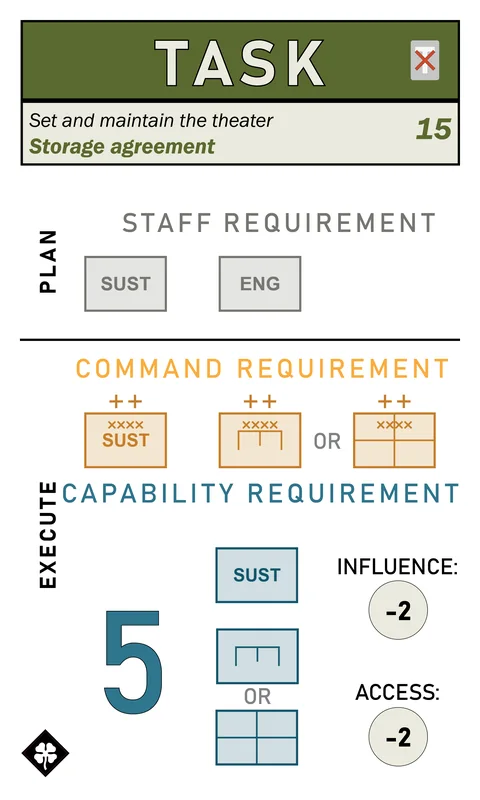 TASK
T
Set and maintain the theater
Storage agreement
15
PLAN
STAFF REQUIREMENT
SUST
ENG
EXECUTE
COMMAND REQUIREMENT
++ ++ ++
XXXX XXXX XXXX
SUST
OR
CAPABILITY REQUIREMENT
5
SUST
OR
INFLUENCE:
-2
ACCESS:
-2